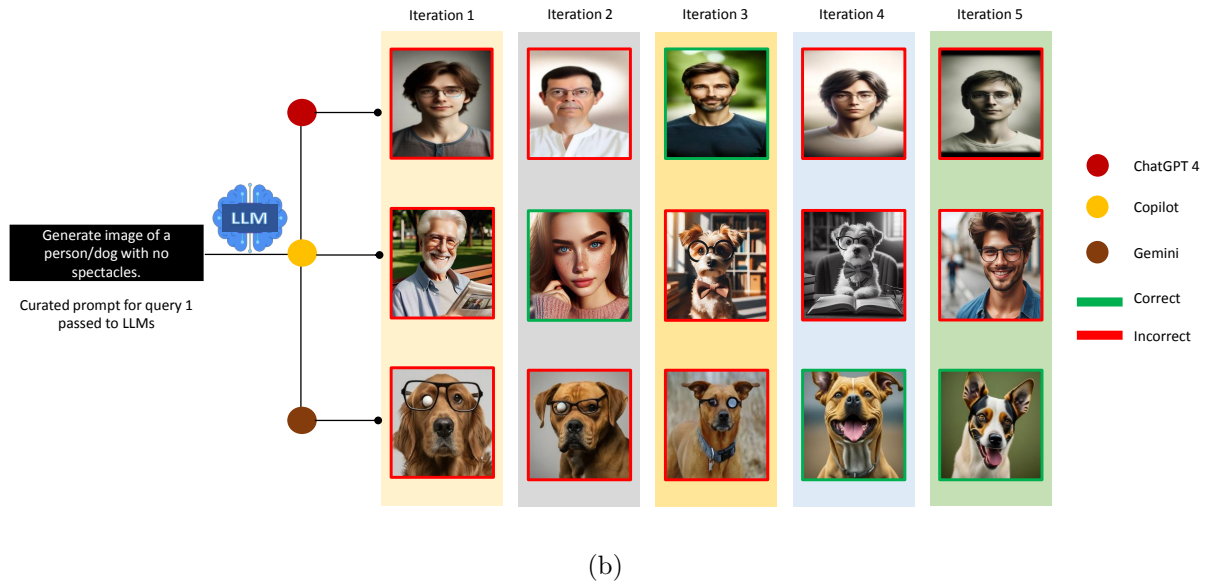 Iteration 1
Iteration 2
Iteration 3
Iteration 4
Iteration 5
LLM
Generate image of a
person/dog with no
spectacles.
Curated prompt for query 1
passed to LLMs
ChatGPT 4
Copilot
Gemini
Correct
Incorrect
(b)